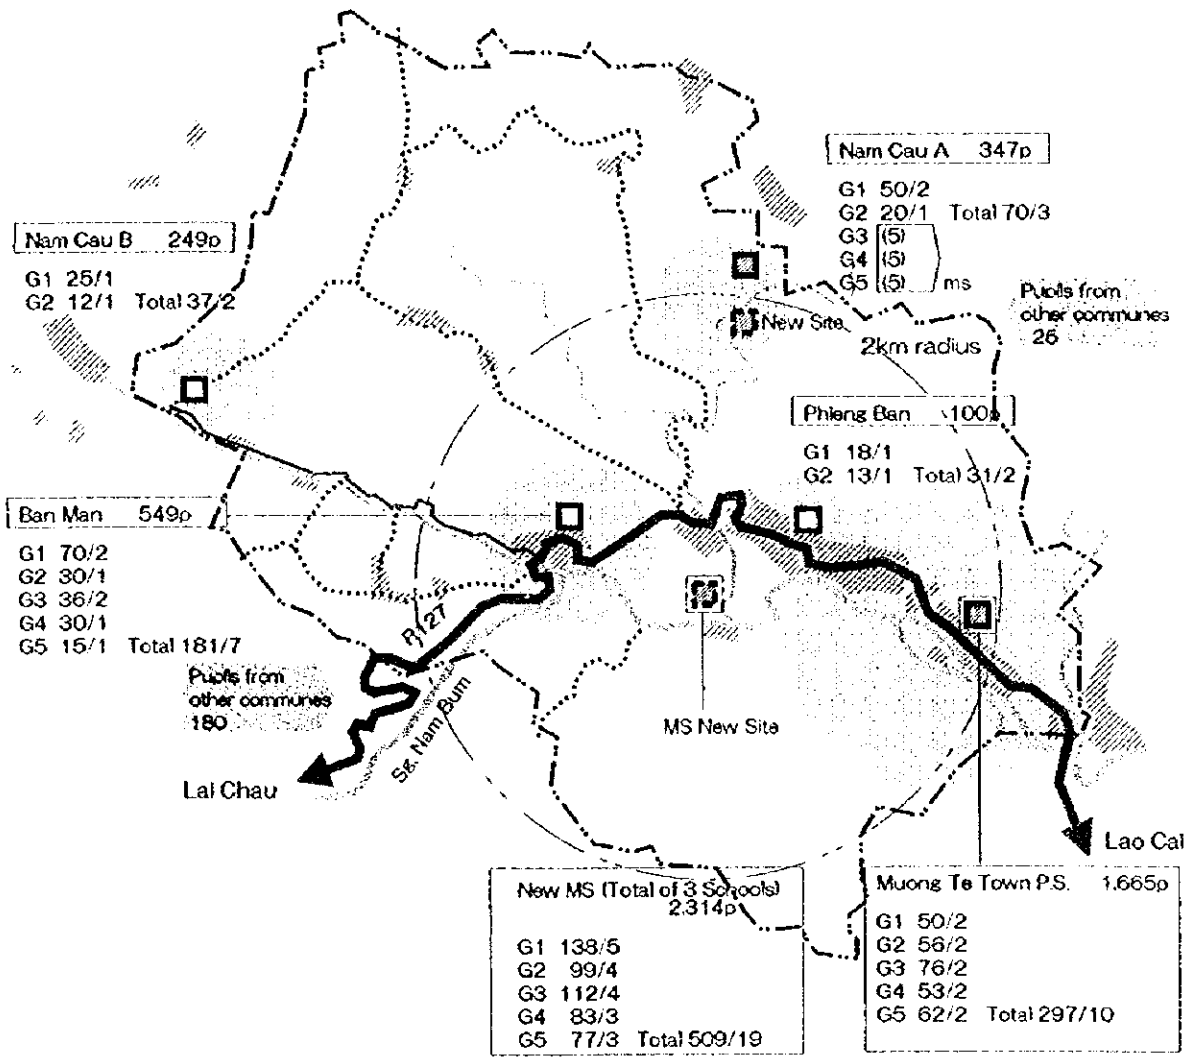 Nam Cau A 347p
G1 50/2
G2 20/1 Total 70/3
G3 (5)
G4 (5)
G5 (5) ms
Nam Cau B 249p
G1 25/1
G2 12/1 Total 37/2
Pupils from
other communes
26
New Site
2km radius
Phieng Ban 100p
G1 18/1
G2 13/1 Total 31/2
Ban Man 549p
G1 70/2
G2 30/1
G3 36/2
G4 30/1
G5 15/1 Total 181/7
R127
Pupils from
other communes
180
Sg. Nam Bum
MS New Site
Lai Chau
Lao Cai
New MS (Total of 3 Schools)
2.314p
G1 138/5
G2 99/4
G3 112/4
G4 83/3
G5 77/3 Total 509/19
Muong Te Town P.S. 1.665p
G1 50/2
G2 56/2
G3 76/2
G4 53/2
G5 62/2 Total 297/10